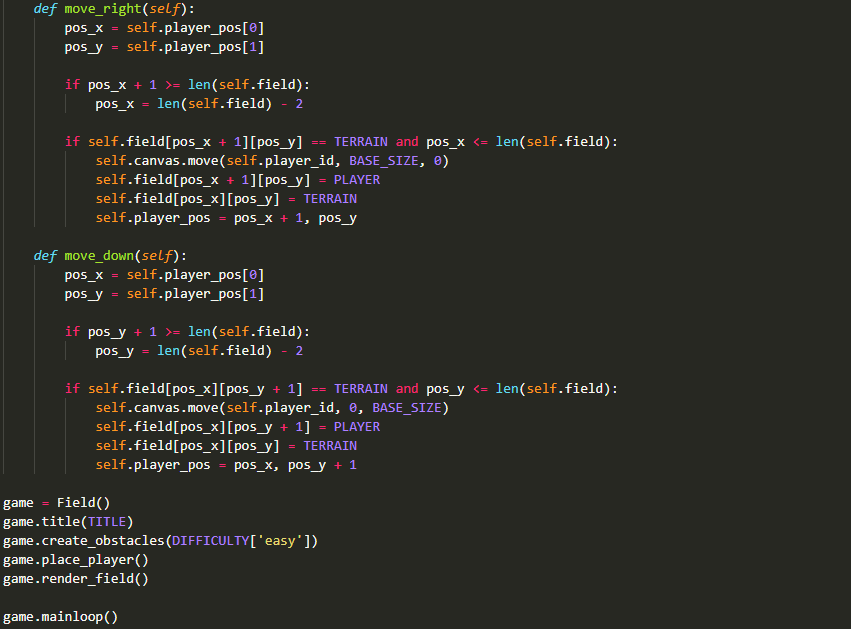 def move_right(self):
pos_x = self.player_pos[0]
pos_y = self.player_pos[1]
if pos_x + 1 >= len(self.field):
pos_x = len(self.field) - 2
if self.field[pos_x + 1][pos_y] == TERRAIN and pos_x <= len(self.field):
self.canvas.move(self.player_id, BASE_SIZE, 0)
self.field[pos_x + 1][pos_y] = PLAYER
self.field[pos_x][pos_y] = TERRAIN
self.player_pos = pos_x + 1, pos_y
def move_down(self):
pos_x = self.player_pos[0]
pos_y = self.player_pos[1]
if pos_y + 1 >= len(self.field):
pos_y = len(self.field) - 2
if self.field[pos_x][pos_y + 1] == TERRAIN and pos_y <= len(self.field):
self.canvas.move(self.player_id, 0, BASE_SIZE)
self.field[pos_x][pos_y + 1] = PLAYER
self.field[pos_x][pos_y] = TERRAIN
self.player_pos = pos_x, pos_y + 1
game = Field()
game.title(TITLE)
game.create_obstacles(DIFFICULTY['easy'])
game.place_player()
game.render_field()
game.mainloop()